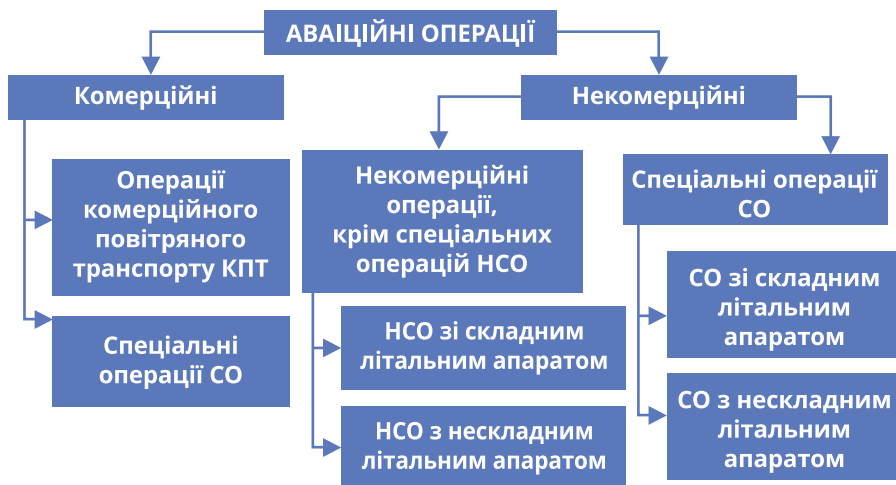 АВАІЦІЙНІ ОПЕРАЦІЇ
Комерційні
Некомерційні
Операції
комерційного
повітряного
транспорту КПТ
Спеціальні
операції СО
Некомерційні
операції,
крім спеціальних
операцій НСО
НСО зі складним
літальним апаратом
НСО з нескладним
літальним апаратом
Спеціальні операції
СО
СО зі складним
літальним
апаратом
СО з нескладним
літальним
апаратом